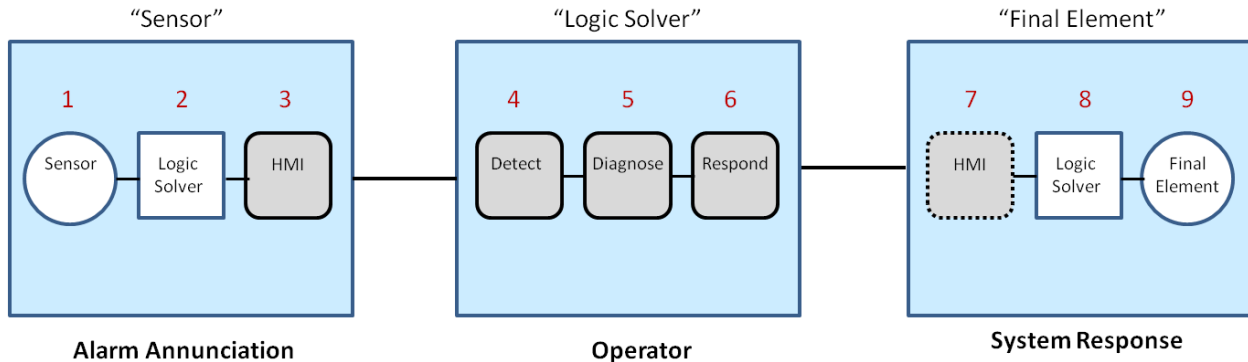 “Sensor”
“Logic Solver”
“Final Element”
1
2
3
4
5
6
7
8
9
Sensor
Logic
Solver
HMI
Detect
Diagnose
Respond
HMI
Logic
Solver
Final
Element
Alarm Annunciation
Operator
System Response